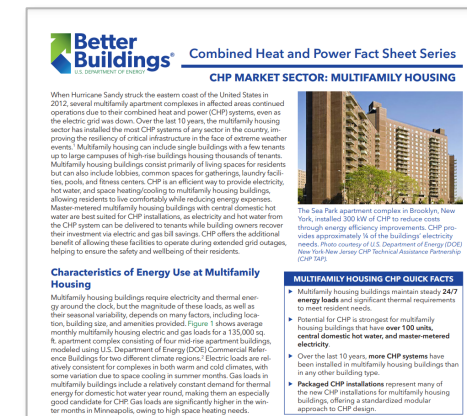 Better
Buildings®
U.S. DEPARTMENT OF ENERGY
Combined Heat and Power Fact Sheet Series
CHP MARKET SECTOR: MULTIFAMILY HOUSING
When Hurricane Sandy struck the eastern coast of the United States in
2012, several multifamily apartment complexes in affected areas continued
operations due to their combined heat and power (CHP) systems, even as
the electric grid was down. Over the last 10 years, the multifamily housing
sector has installed the most CHP systems of any sector in the country, im-
proving the resiliency of critical infrastructure in the face of extreme weather
events.1 Multifamily housing can include single buildings with a few tenants
up to large campuses of high-rise buildings housing thousands of tenants.
Multifamily housing buildings consist primarily of living spaces for residents
but can also include lobbies, common spaces for gatherings, laundry facili-
ties, pools, and fitness centers. CHP is an efficient way to provide electricity,
hot water, and space heating/cooling to multifamily housing buildings,
allowing residents to live comfortably while reducing energy expenses.
Master-metered multifamily housing buildings with central domestic hot
water are best suited for CHP installations, as electricity and hot water from
the CHP system can be delivered to tenants while building owners recover
their investment via electric and gas bill savings. CHP offers the additional
benefit of allowing these facilities to operate during extended grid outages,
helping to ensure the safety and wellbeing of their residents.
Characteristics of Energy Use at Multifamily
Housing
Multifamily housing buildings require electricity and thermal ener-
gy around the clock, but the magnitude of these loads, as well as
their seasonal variability, depends on many factors, including loca-
tion, building size, and amenities provided. Figure 1 shows average
monthly multifamily housing electric and gas loads for a 135,000 sq.
ft. apartment complex consisting of four mid-rise apartment buildings,
modeled using U.S. Department of Energy (DOE) Commercial Refer-
ence Buildings for two different climate regions.2 Electric loads are rel-
atively consistent for complexes in both warm and cold climates, with
some variation due to space cooling in summer months. Gas loads in
multifamily buildings include a relatively constant demand for thermal
energy for domestic hot water year round, making them an especially
good candidate for CHP. Gas loads are significantly higher in the win-
ter months in Minneapolis, owing to high space heating needs.
The Sea Park apartment complex in Brooklyn, New
York, installed 300 kW of CHP to reduce costs
through energy efficiency improvements. CHP pro-
vides approximately ¼ of the buildings' electricity
needs. Photo courtesy of U.S. Department of Energy (DOE)
New York-New Jersey CHP Technical Assistance Partnership
(CHP TAP).
MULTIFAMILY HOUSING CHP QUICK FACTS
► Multifamily housing buildings maintain steady 24/7
energy loads and significant thermal requirements
to meet resident needs.
► Potential for CHP is strongest for multifamily
housing buildings that have over 100 units,
central domestic hot water, and master-metered
electricity.
► Over the last 10 years, more CHP systems have
been installed in multifamily housing buildings than
in any other building type.
► Packaged CHP installations represent many of
the new CHP installations for multifamily housing
buildings, offering a standardized modular
approach to CHP design.